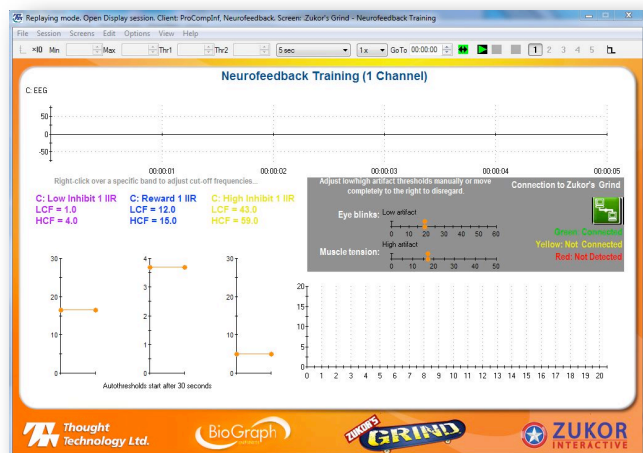 Replaying mode. Open Display session. Client: ProCompInf, Neurofeedback. Screen: :Zukor's Grind - Neurofeedback Training
File Session Screens Edit Options View Help
×10 Min Max Thr1 Thr2 5 sec 1 x GoTo 00:00:00 1 2 3 4 5
Neurofeedback Training (1 Channel)
C: EEG
50
0
-50
00:00:01 00:00:02 00:00:03 00:00:04 00:00:05
Right-click over a specific band to adjust cut-off frequencies...
C: Low Inhibit 1 IIR C: Reward 1 IIR C: High Inhibit 1 IIR
LCF = 1.0 LCF = 12.0 LCF = 43.0
HCF = 4.0 HCF = 15.0 HCF = 59.0
Adjust low/high artifact thresholds manually or move
completely to the right to disregard.
Connection to Zukor's Grind
Eye blinks: Low artifact
0 10 20 30 40 50 60
Muscle tension: High artifact
0 10 20 30 40 50
Green: Connected
Yellow: Not Connected
Red: Not Detected
30 4 30
20 3 20
2
10 1 10
0 0 0
Autothresholds start after 30 seconds
20
15
10
5
0
0 1 2 3 4 5 6 7 8 9 10 11 12 13 14 15 16 17 18 19 20
Thought
Technology Ltd.
BioGraph
ZUKOR'S
GRIND
ZUKOR
INTERACTIVE